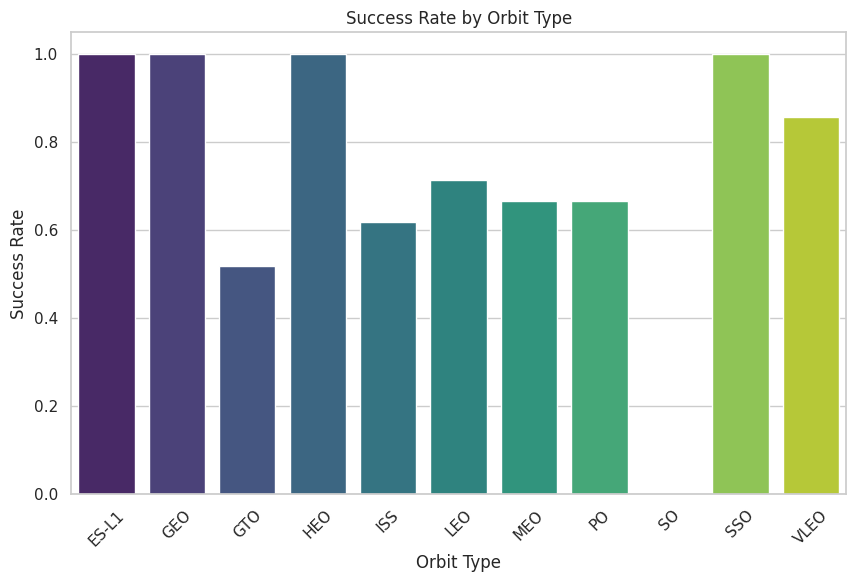 Success Rate by Orbit Type
Success Rate
1.0
0.8
0.6
0.4
0.2
0.0
ES-L1
GEO
GTO
HEO
ISS
LEO
MEO
PO
SO
SSO
VLEO
Orbit Type